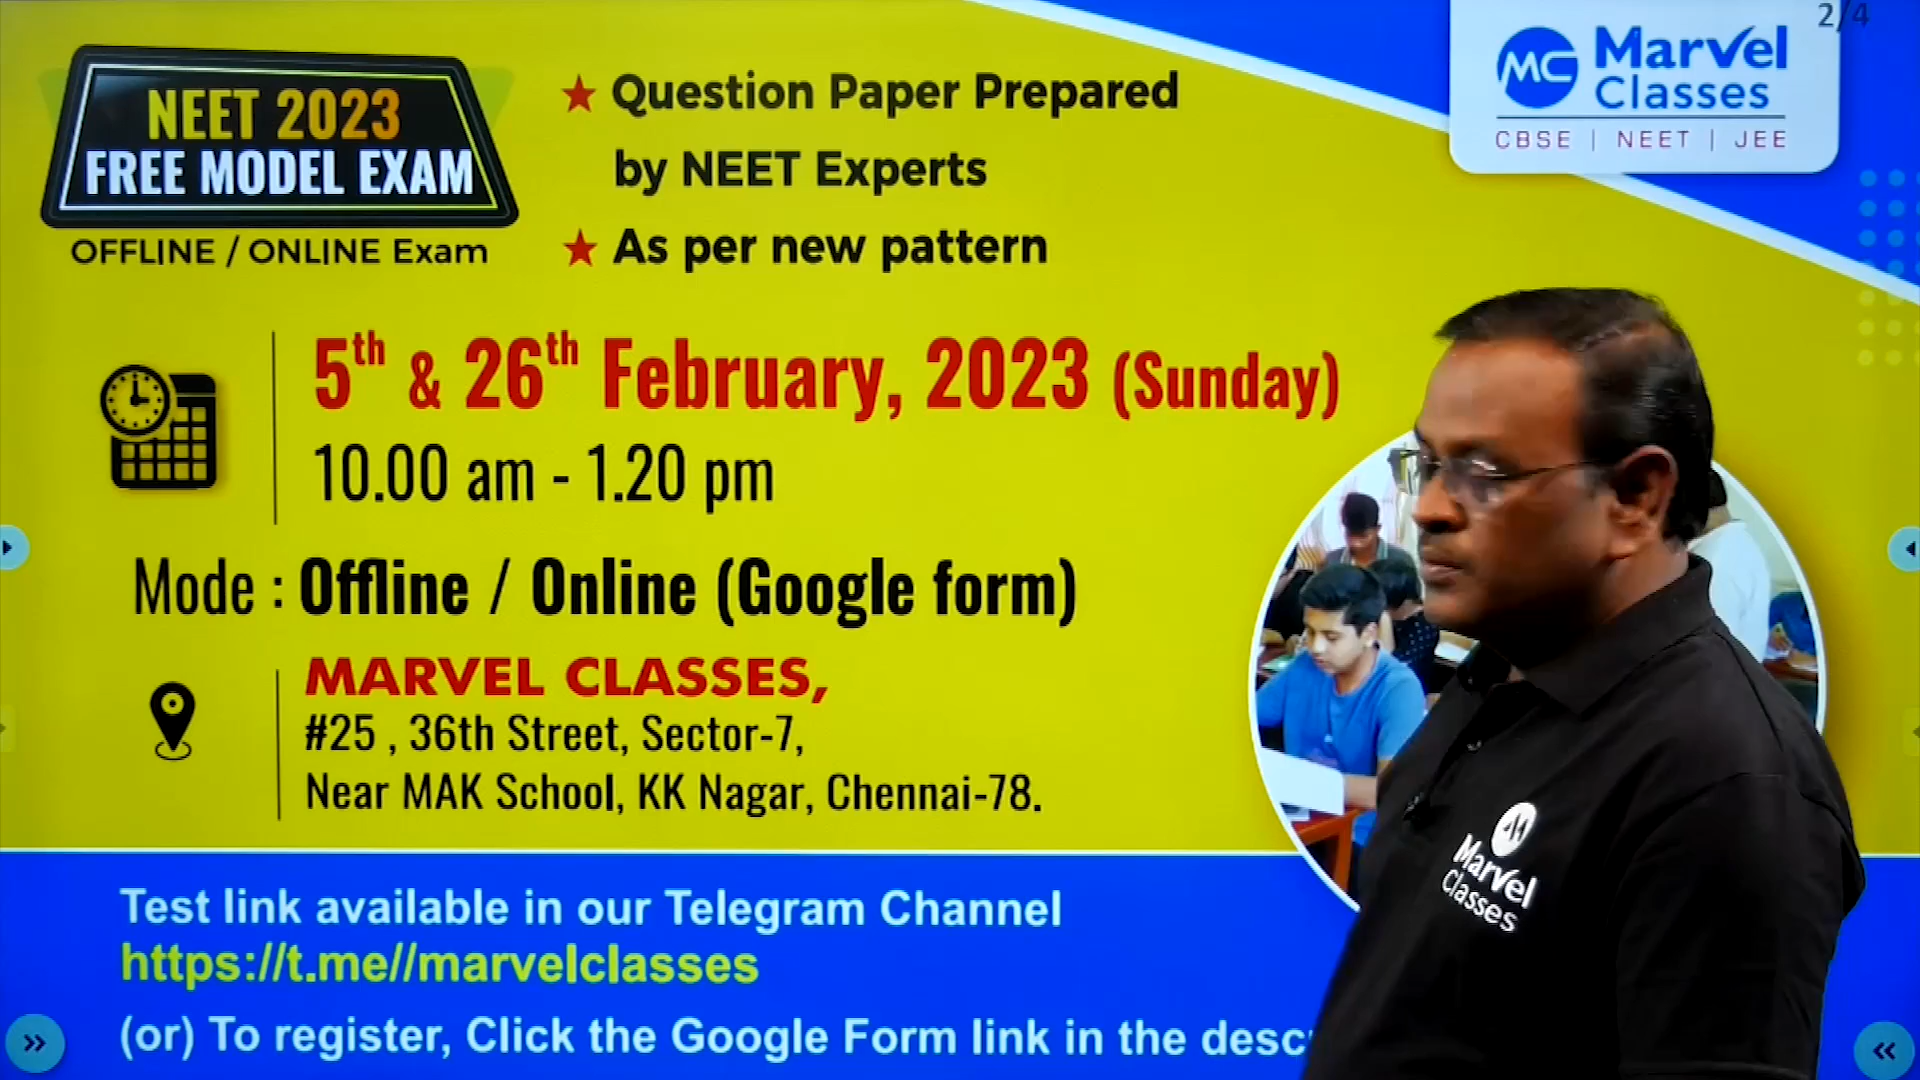 2/4
MC Marvel
Classes
CBSE | NEET | JEE
NEET 2023
FREE MODEL EXAM
OFFLINE / ONLINE Exam
★ Question Paper Prepared
by NEET Experts
★ As per new pattern
5th & 26th February, 2023 (Sunday)
10.00 am - 1.20 pm
Mode : Offline / Online (Google form)
MARVEL CLASSES,
#25 , 36th Street, Sector-7,
Near MAK School, KK Nagar, Chennai-78.
Marvel
Classes
Test link available in our Telegram Channel
https://t.me//marvelclasses
(or) To register, Click the Google Form link in the